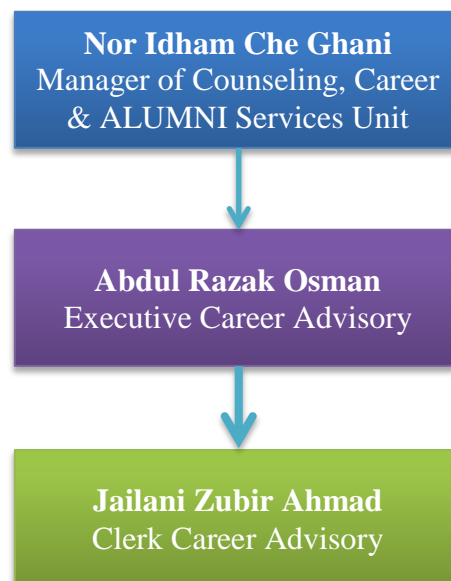 Nor Idham Che Ghani
Manager of Counseling, Career
& ALUMNI Services Unit
Abdul Razak Osman
Executive Career Advisory
Jailani Zubir Ahmad
Clerk Career Advisory